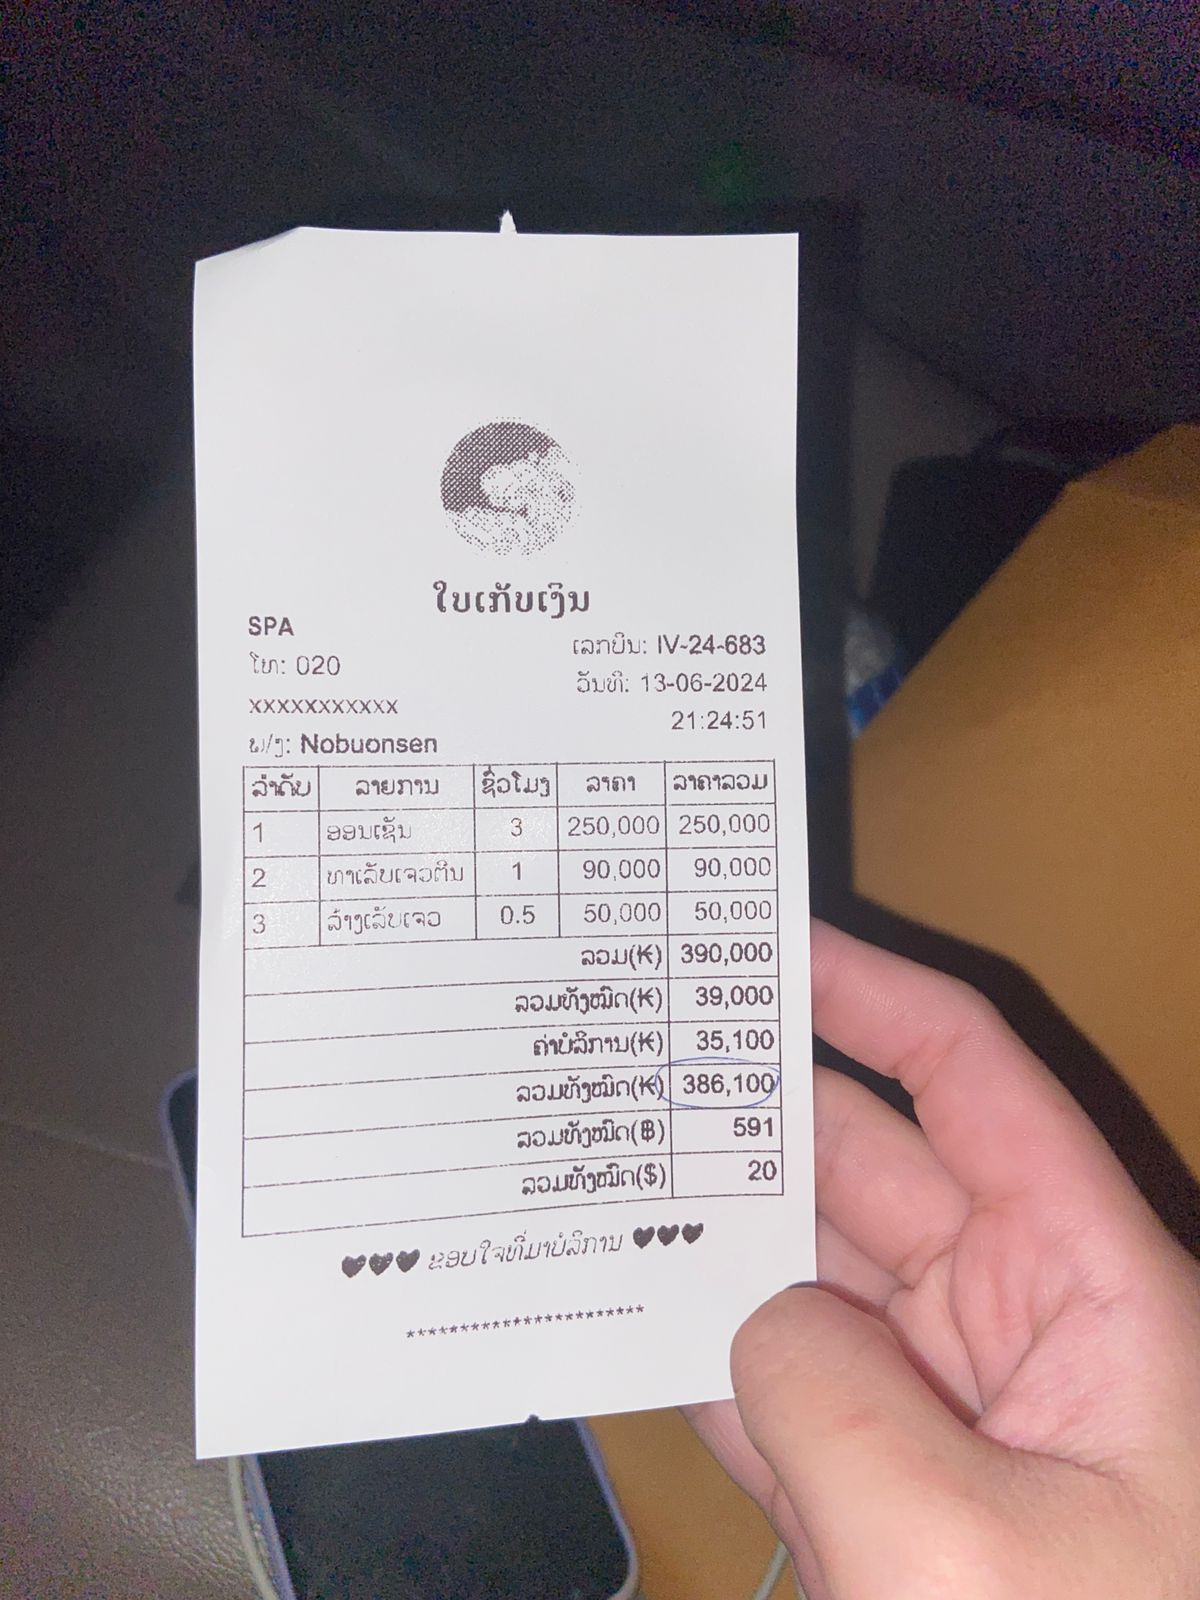 ໃບເກັບເງິນ
SPA
ໂທ: 020
xxxxxxxxxxx
ພ/ງ: Nobuonsen
ເລກບິນ: IV-24-683
ວັນທີ: 13-06-2024
21:24:51
ລຳດັບ ລາຍການ ຊົ່ວໂມງ ລາຄາ ລາຄາລວມ
1 ອອນເຊັນ 3 250,000 250,000
2 ທາເລັບເຈວຕີນ 1 90,000 90,000
3 ລ້າງເລັບເຈວ 0.5 50,000 50,000
ລວມ(₭) 390,000
ລວມທັງໝົດ(₭) 39,000
ຄ່າບໍລິການ(₭) 35,100
ລວມທັງໝົດ(₭) 386,100
ລວມທັງໝົດ(฿) 591
ລວມທັງໝົດ($) 20
♥♥♥ ຂອບໃຈທີ່ມາບໍລິການ ♥♥♥
***********************